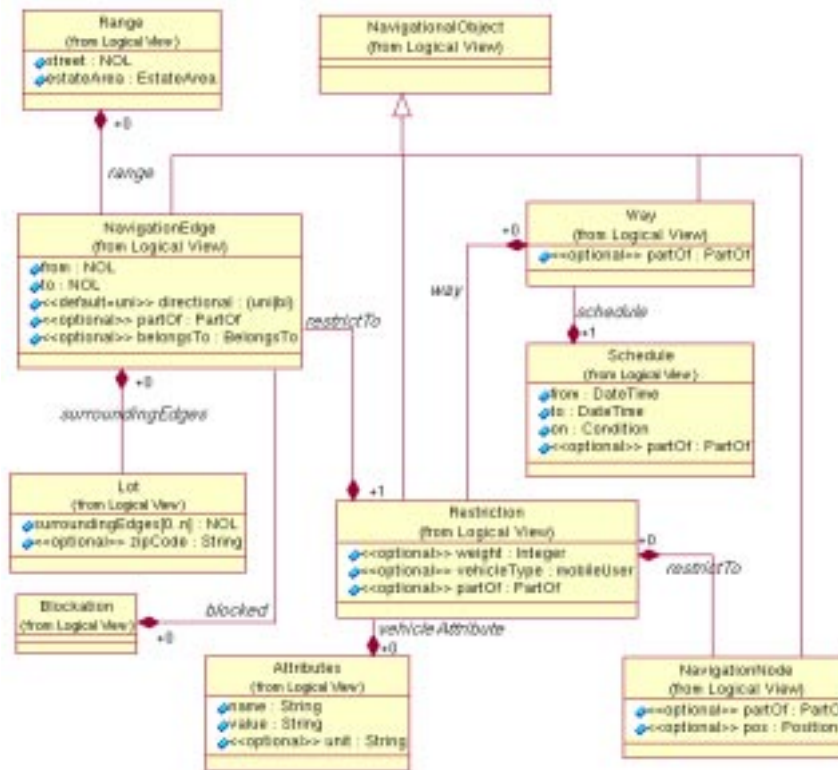 Range
(from Logical View)
street : NOL
estateArea : EstateArea
NavigationalObject
(from Logical View)
+0
range
NavigationEdge
(from Logical View)
from : NOL
to : NOL
<<default=uni>> directional : (uni|bi)
<<optional>> partOf : PartOf
<<optional>> belongsTo : BelongsTo
+0
Way
(from Logical View)
<<optional>> partOf : PartOf
way
restrictTo
schedule
+1
Schedule
(from Logical View)
from : DateTime
to : DateTime
on : Condition
<<optional>> partOf : PartOf
+0
surroundingEdges
Lot
(from Logical View)
surroundingEdges[0..n] : NOL
<<optional>> zipCode : String
+1
Restriction
(from Logical View)
<<optional>> weight : Integer
<<optional>> vehicleType : mobileUser
<<optional>> partOf : PartOf
+0
restrictTo
Blockation
(from Logical View)
blocked
+0
vehicleAttribute
+0
Attributes
(from Logical View)
name : String
value : String
<<optional>> unit : String
NavigationNode
(from Logical View)
<<optional>> partOf : PartO
<<optional>> pos : Position